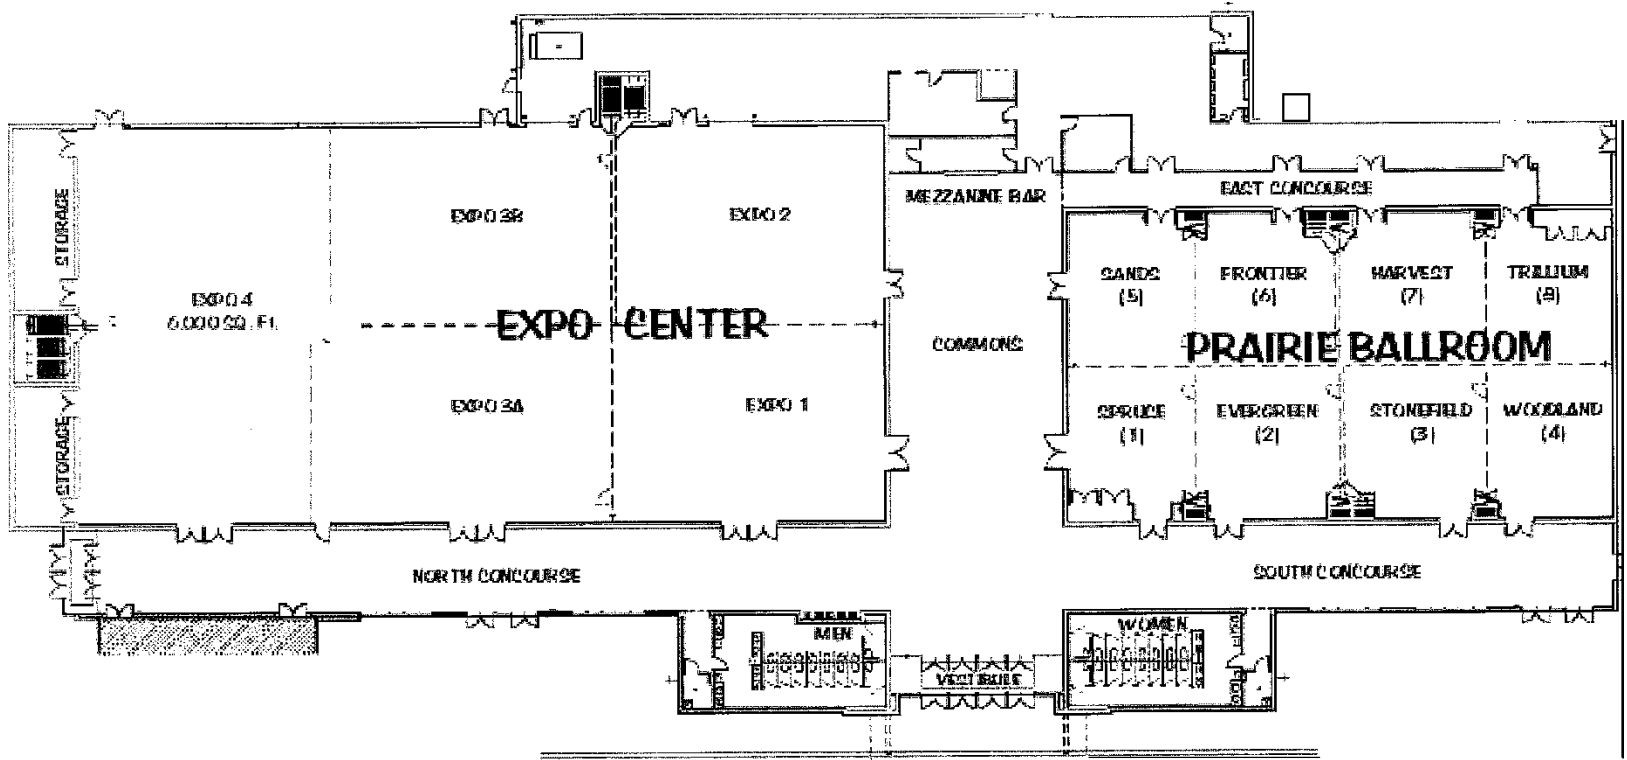 MEZZANINE BAR
EAST CONCOURSE
STORAGE
EXPO 3B
EXPO 2
EXPO 4
6,000 SQ. FT.
EXPO CENTER
COMMONS
SANDS
(5)
FRONTIER
(6)
HARVEST
(7)
TRILLIUM
(8)
PRAIRIE BALLROOM
STORAGE
EXPO 3A
EXPO 1
SPRUCE
(1)
EVERGREEN
(2)
STONEFIELD
(3)
WOODLAND
(4)
NORTH CONCOURSE
SOUTH CONCOURSE
MEN
WOMEN
VESTIBULE